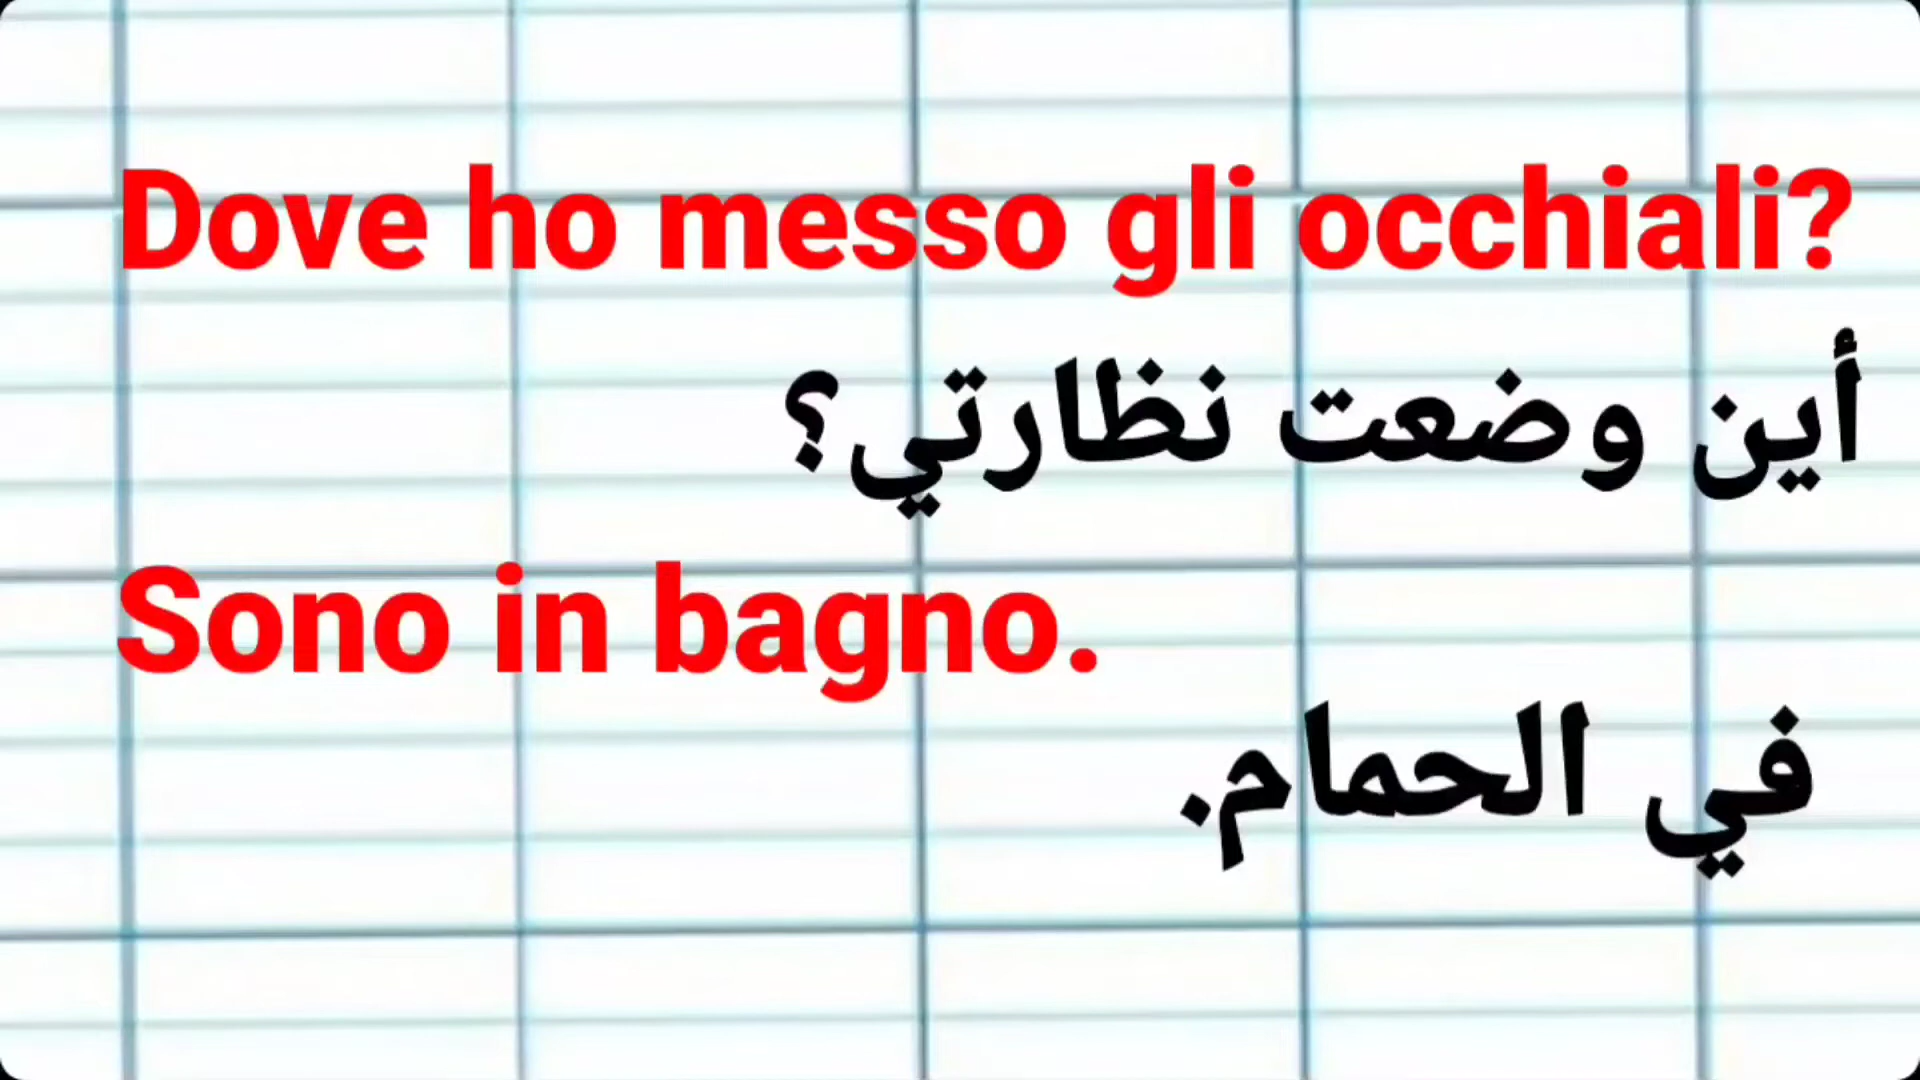 Dove ho messo gli occhiali?
أين وضعت نظارتي؟
Sono in bagno.
في الحمام.